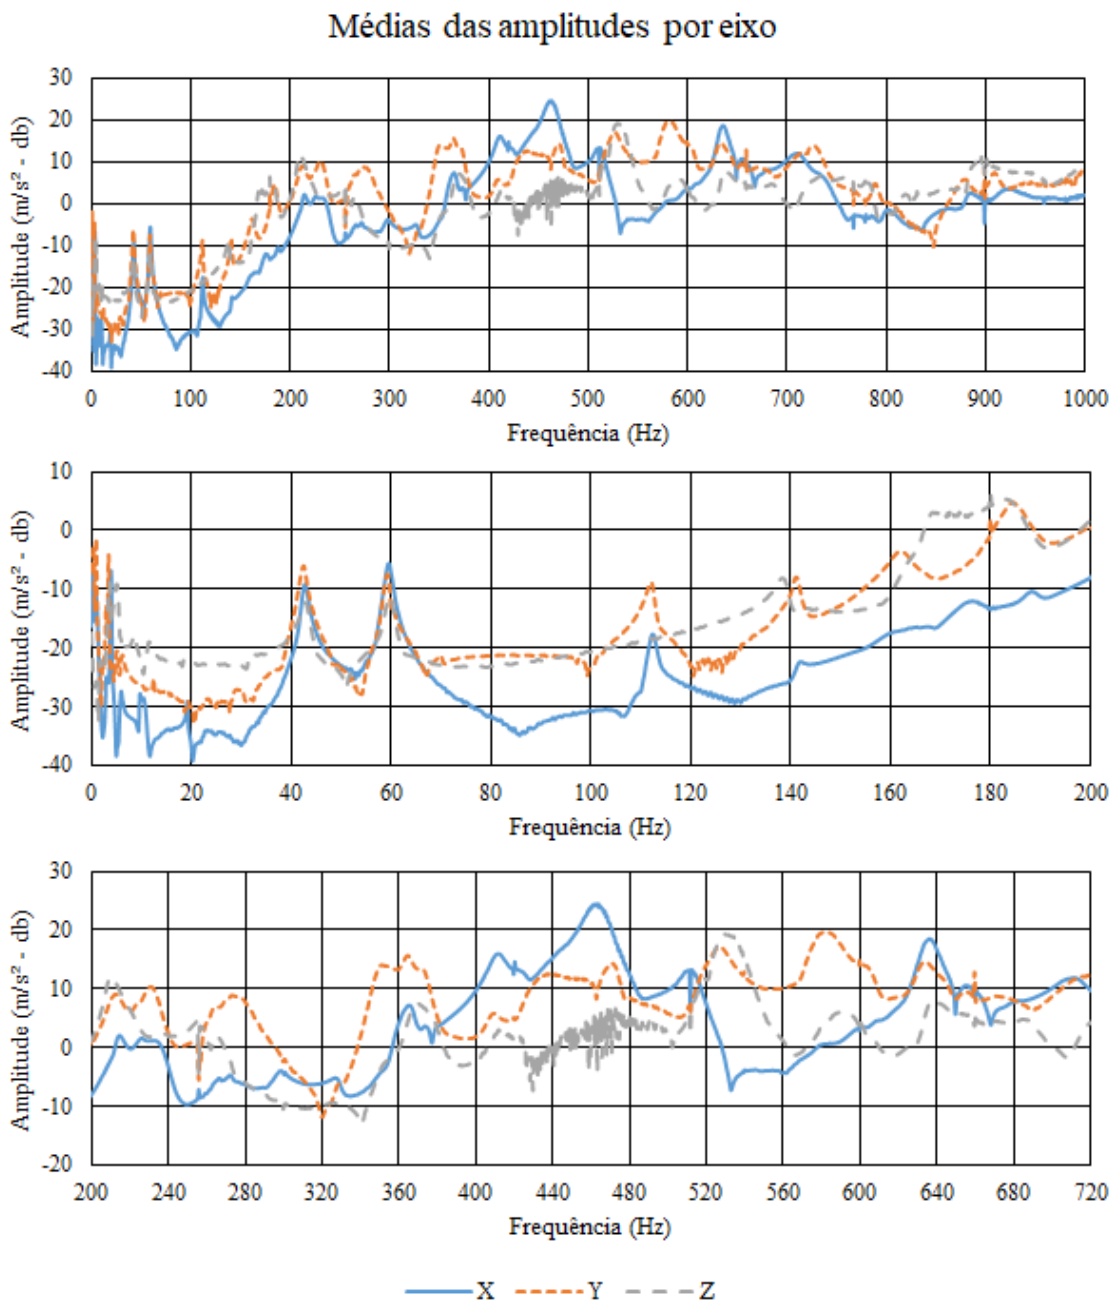 Médias das amplitudes por eixo
30
20
10
0
-10
-20
-30
-40
Amplitude (m/s² - db)
0 100 200 300 400 500 600 700 800 900 1000
Frequência (Hz)
10
0
-10
-20
-30
-40
Amplitude (m/s² - db)
0 20 40 60 80 100 120 140 160 180 200
Frequência (Hz)
30
20
10
0
-10
-20
Amplitude (m/s² - db)
200 240 280 320 360 400 440 480 520 560 600 640 680 720
Frequência (Hz)
X Y Z